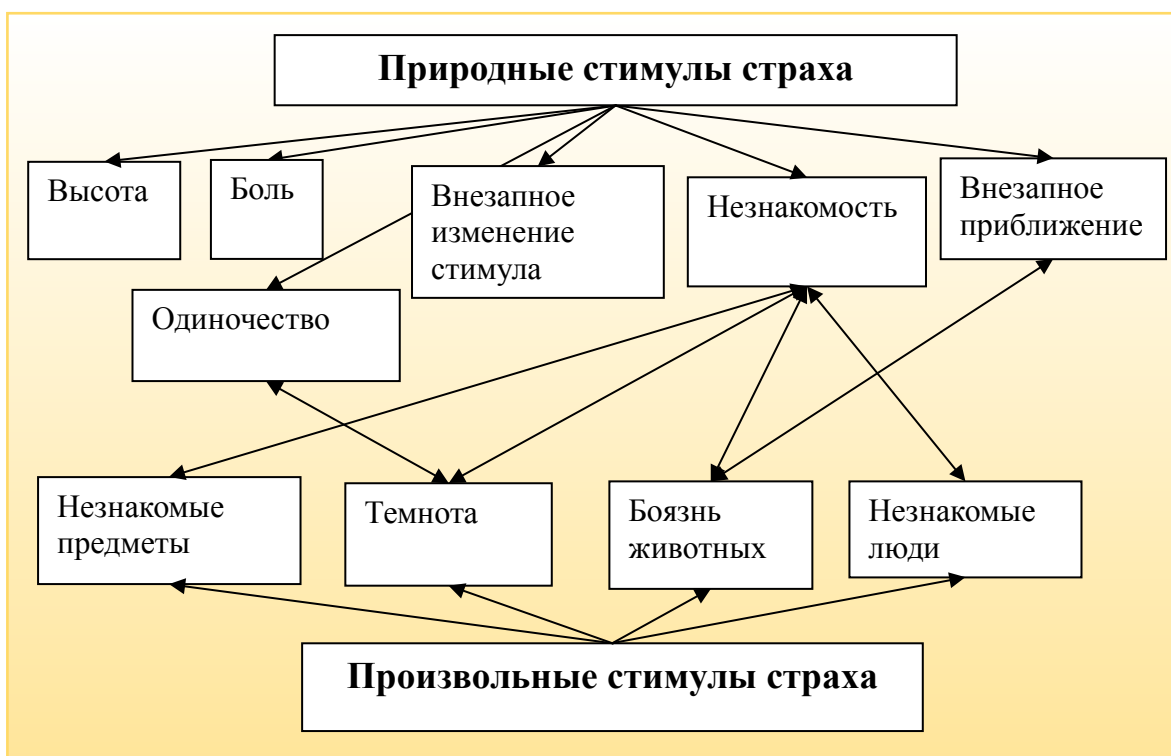 Природные стимулы страха
Высота
Боль
Внезапное
изменение
стимула
Незнакомость
Внезапное
приближение
Одиночество
Незнакомые
предметы
Темнота
Боязнь
животных
Незнакомые
люди
Произвольные стимулы страха